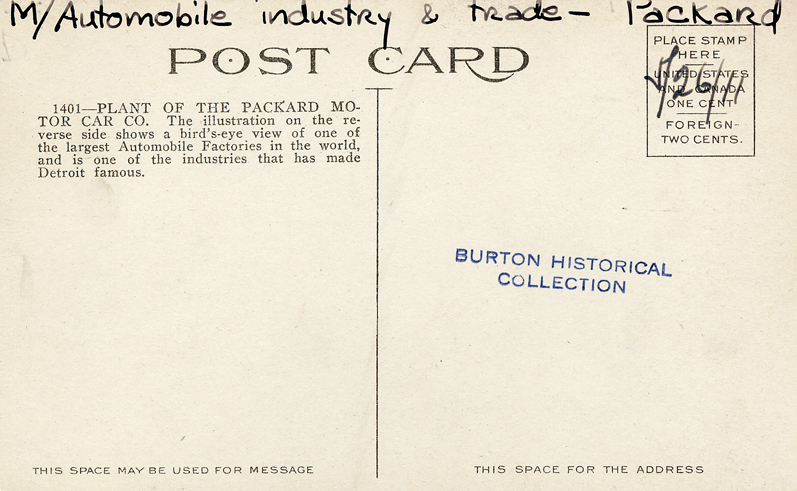 M/Automobile industry & trade - Packard
POST CARD
PLACE STAMP
HERE
UNITED STATES
AND CANADA
ONE CENT
FOREIGN-
TWO CENTS.
1401—PLANT OF THE PACKARD MO-
TOR CAR CO. The illustration on the re-
verse side shows a bird's-eye view of one of
the largest Automobile Factories in the world,
and is one of the industries that has made
Detroit famous.
BURTON HISTORICAL
COLLECTION
THIS SPACE MAY BE USED FOR MESSAGE
THIS SPACE FOR THE ADDRESS